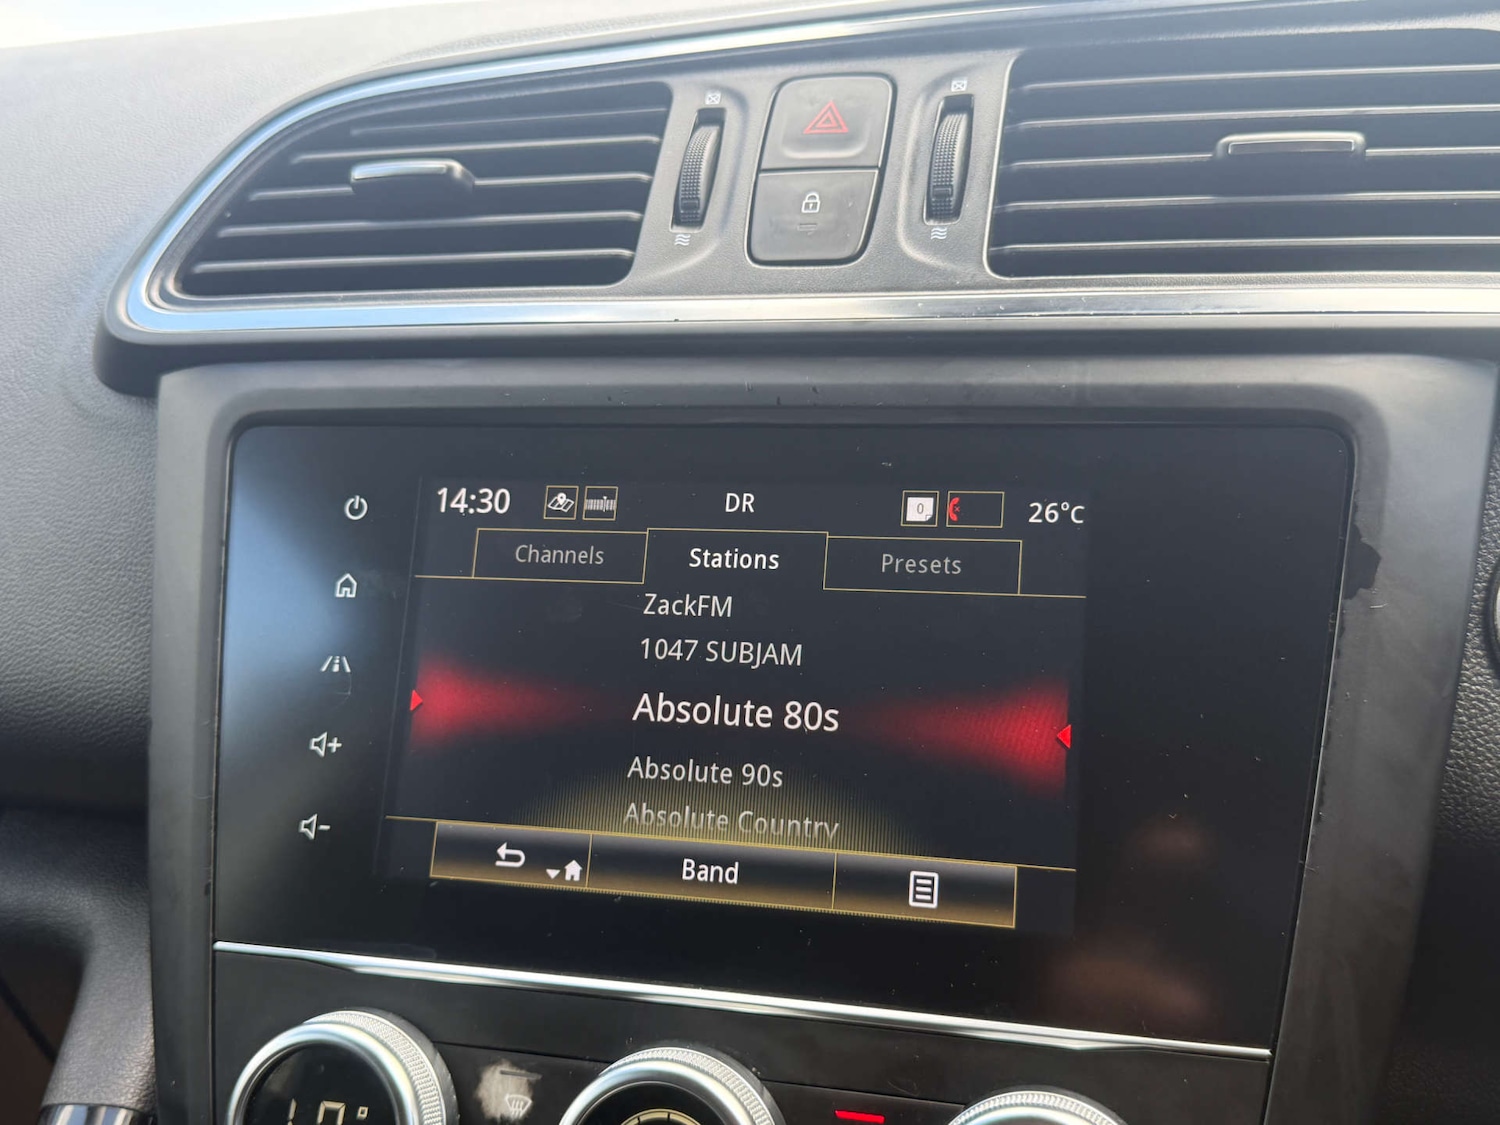 14:30 DR 0 26°C
Channels Stations Presets
ZackFM
1047 SUBJAM
Absolute 80s
Absolute 90s
Absolute Country
Band